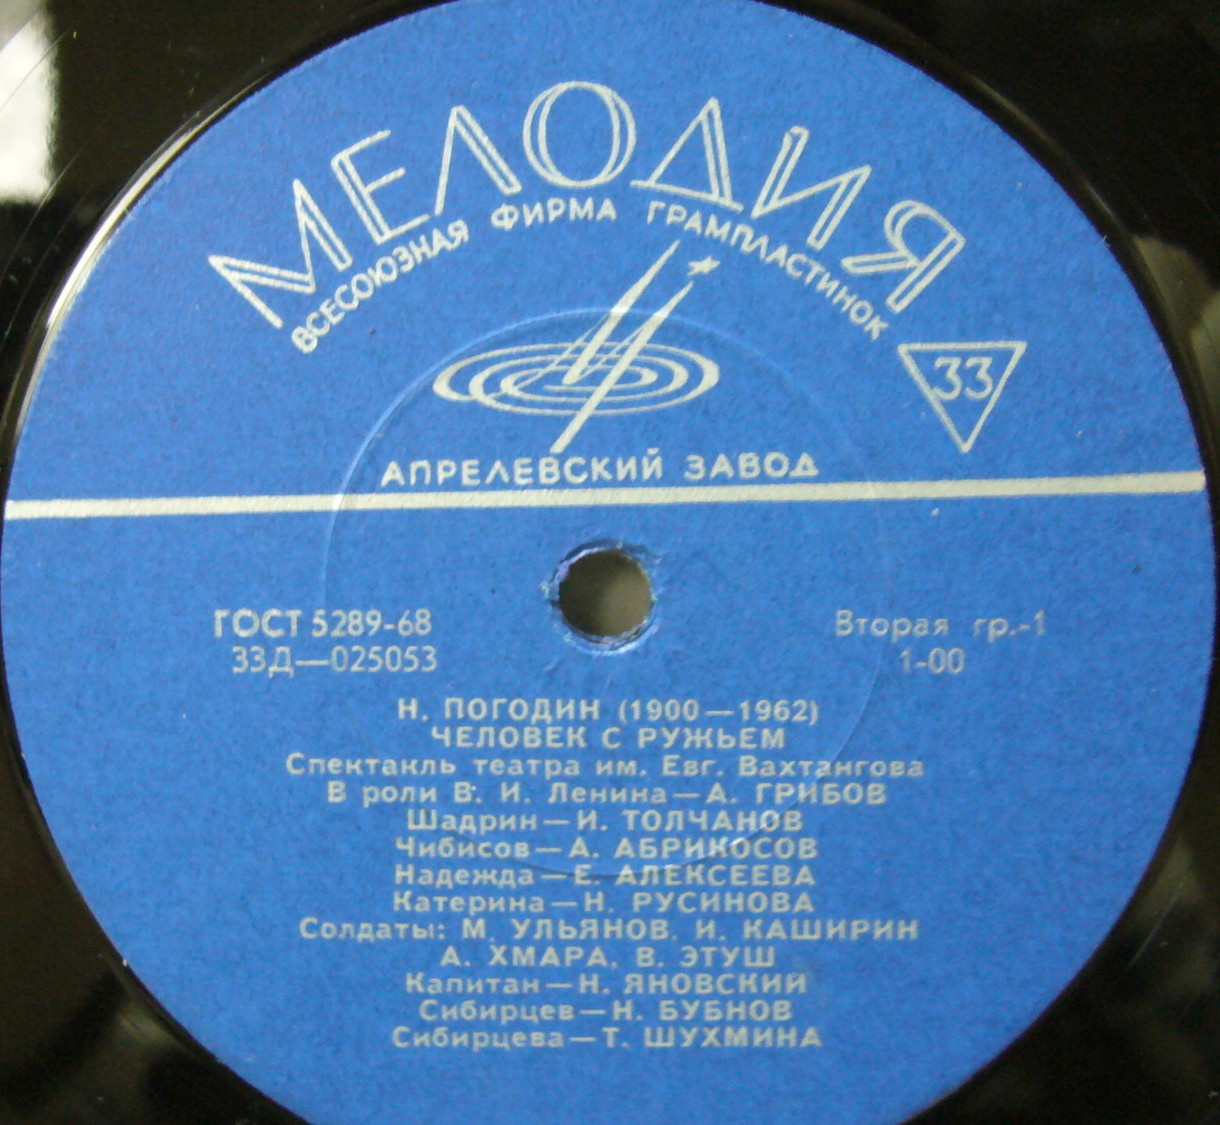 МЕЛОДИЯ
ВСЕСОЮЗНАЯ ФИРМА ГРАМПЛАСТИНОК
33
АПРЕЛЕВСКИЙ ЗАВОД
ГОСТ 5289-68
Вторая гр.-1
33Д—025053
1-00
Н. ПОГОДИН (1900—1962)
ЧЕЛОВЕК С РУЖЬЕМ
Спектакль театра им. Евг. Вахтангова
В роли В. И. Ленина—А. ГРИБОВ
Шадрин—И. ТОЛЧАНОВ
Чибисов—А. АБРИКОСОВ
Надежда—Е. АЛЕКСЕЕВА
Катерина—Н. РУСИНОВА
Солдаты: М. УЛЬЯНОВ, И. КАШИРИН
А. ХМАРА, В. ЭТУШ
Капитан—Н. ЯНОВСКИЙ
Сибирцев—Н. БУБНОВ
Сибирцева—Т. ШУХМИНА